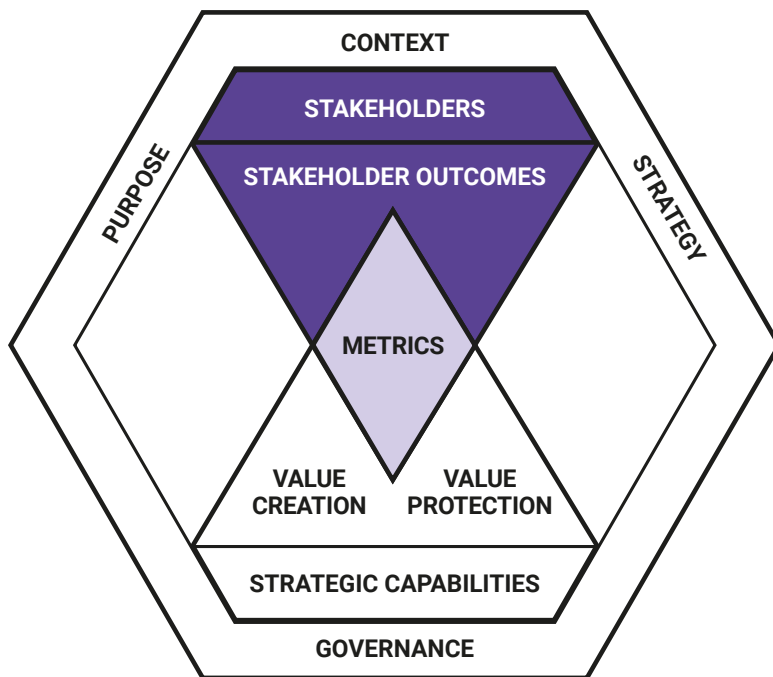 CONTEXT
STAKEHOLDERS
PURPOSE
STAKEHOLDER OUTCOMES
STRATEGY
METRICS
VALUE
CREATION
VALUE
PROTECTION
STRATEGIC CAPABILITIES
GOVERNANCE